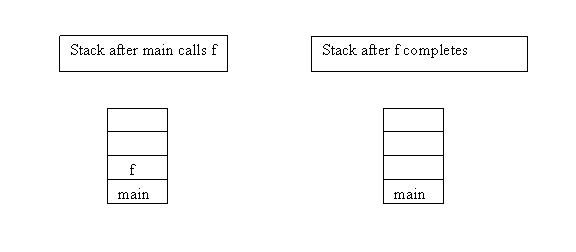 Stack after main calls f
Stack after f completes
f
main
main